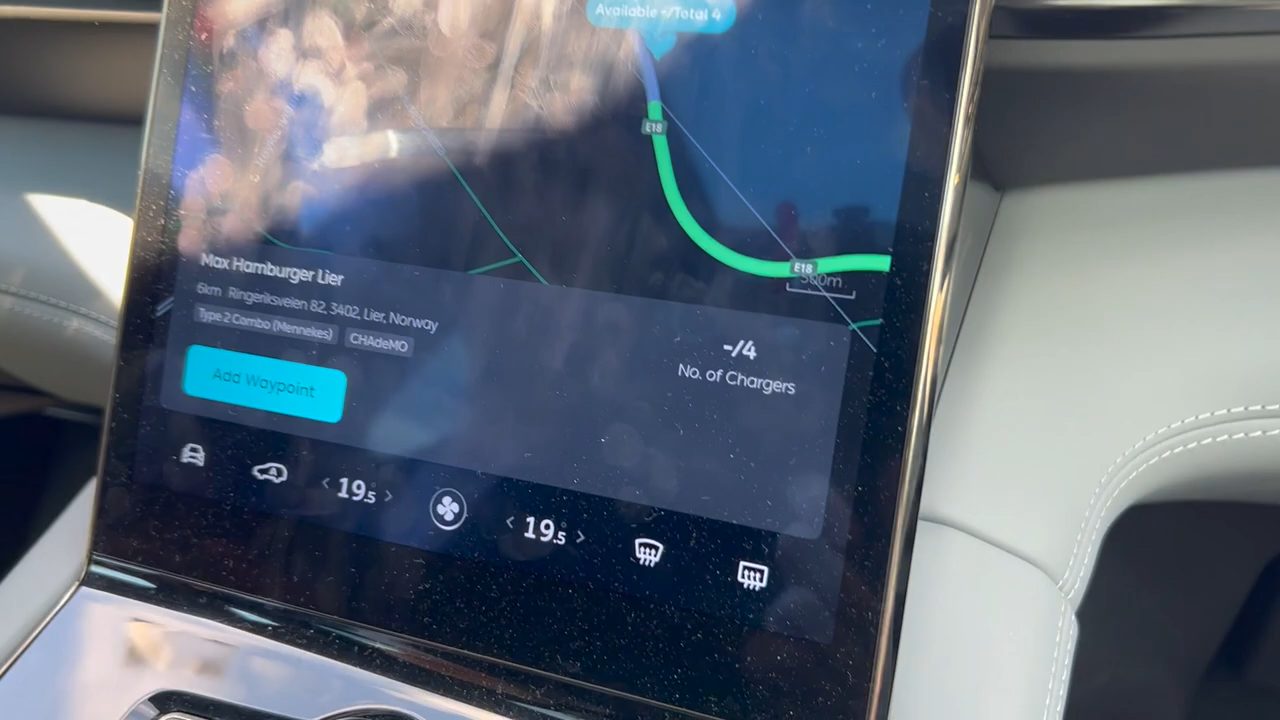 Available -/Total 4
E18
E18
500m
Max Hamburger Lier
6km Ringeriksveien 82, 3402, Lier, Norway
Type 2 Combo (Mennekes) CHAdeMO
-/4
No. of Chargers
Add Waypoint
A
< 19.5 >
< 19.5 >